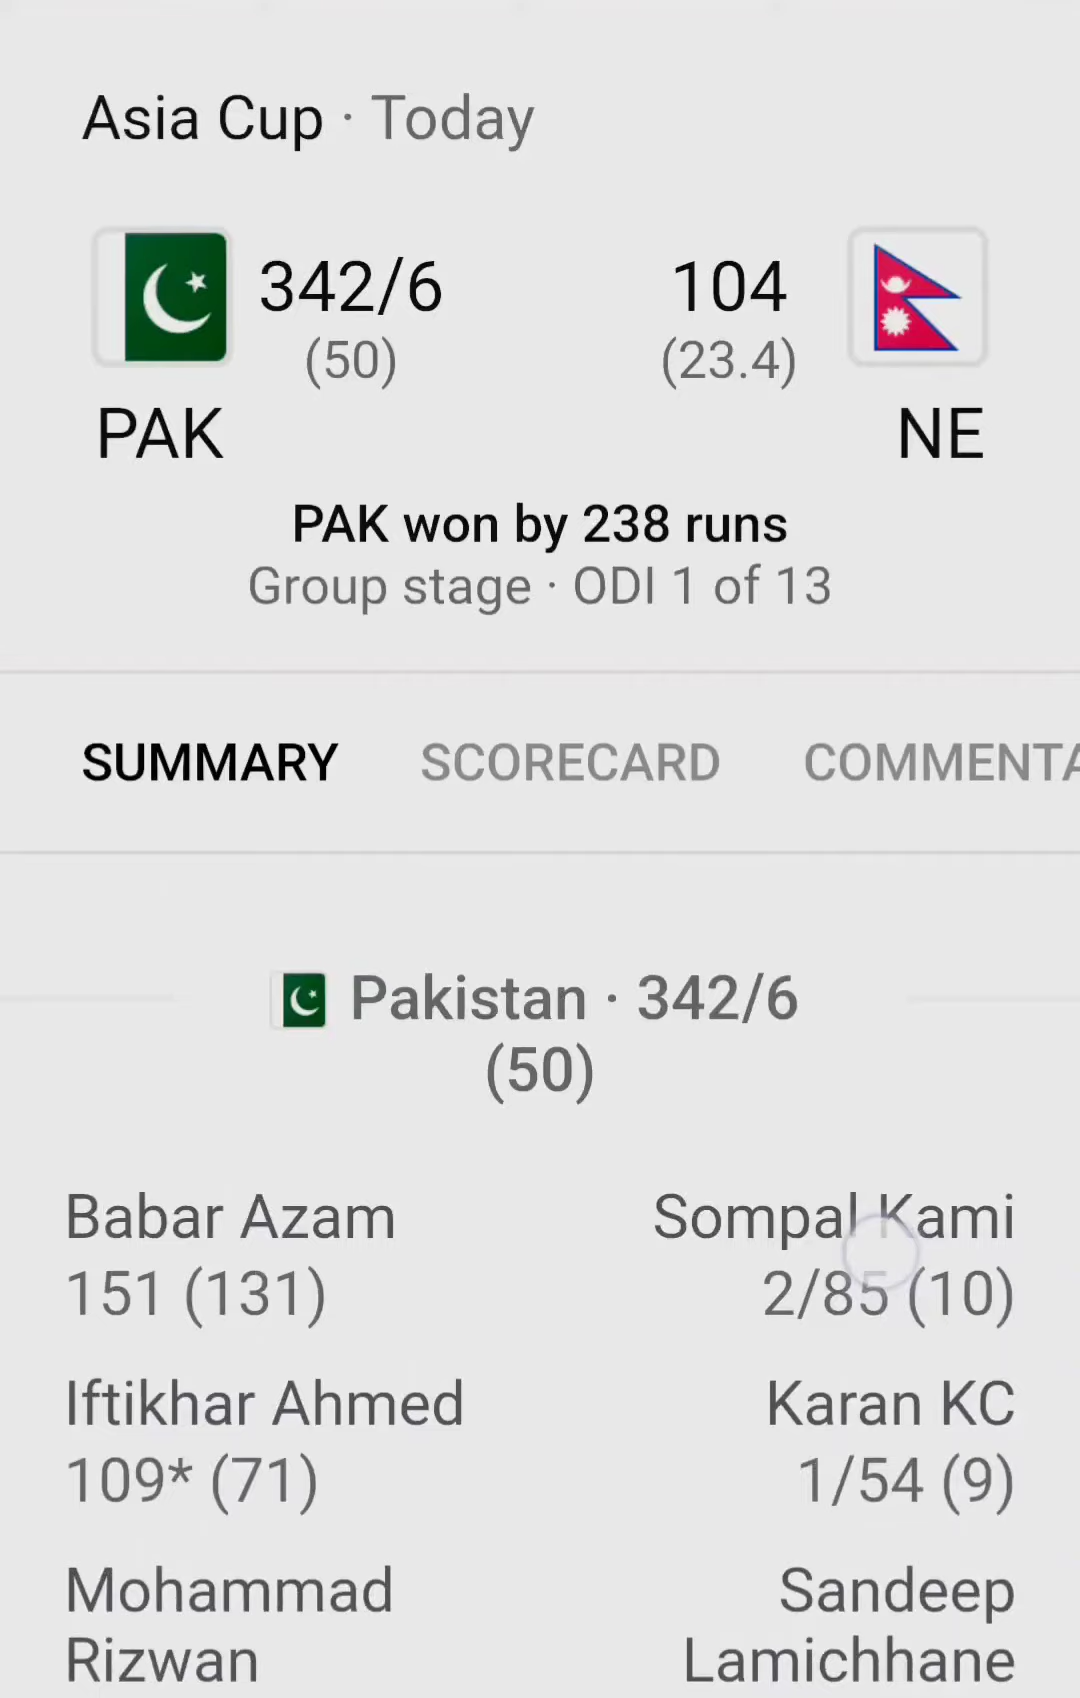 Asia Cup · Today
342/6 104
(50) (23.4)
PAK NE
PAK won by 238 runs
Group stage · ODI 1 of 13
SUMMARY SCORECARD COMMENTA
Pakistan · 342/6
(50)
Babar Azam Sompal Kami
151 (131) 2/85 (10)
Iftikhar Ahmed Karan KC
109* (71) 1/54 (9)
Mohammad Sandeep
Rizwan Lamichhane